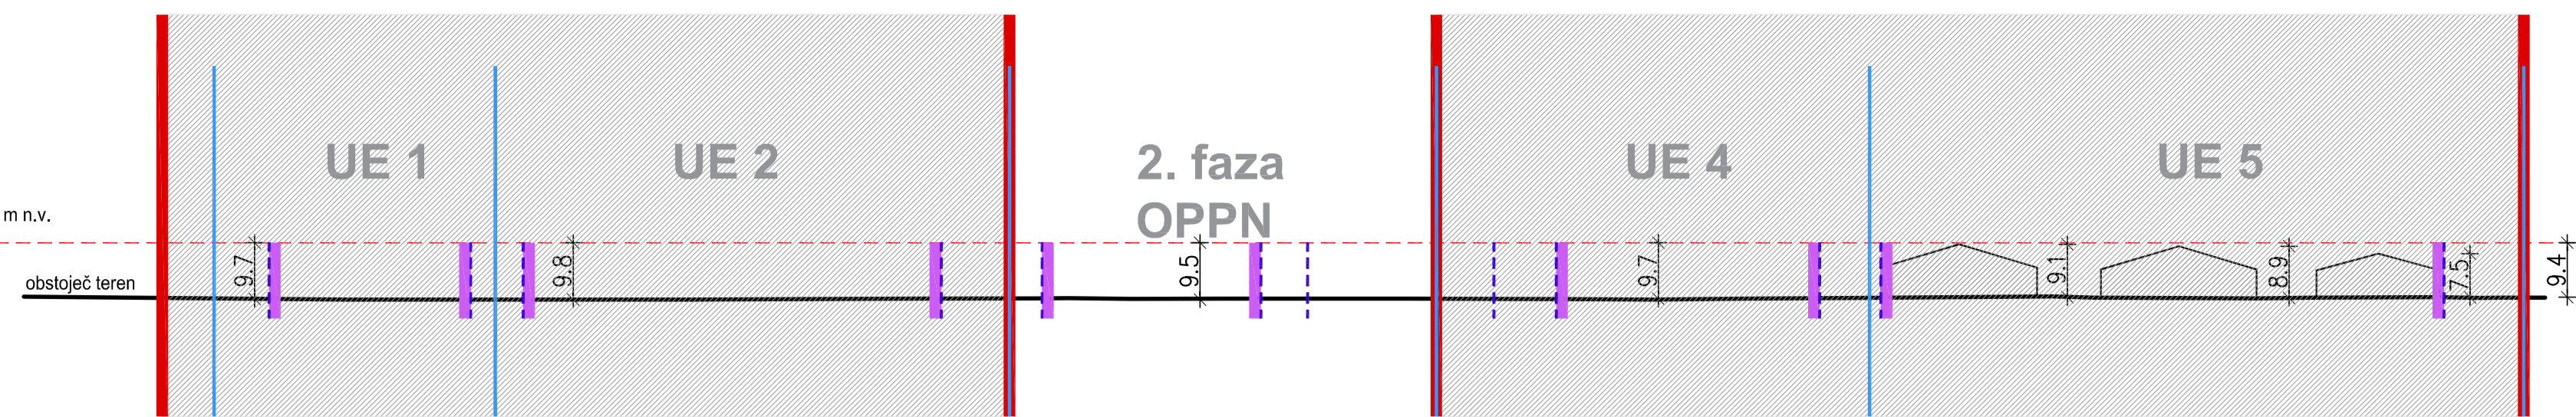 UE 1
UE 2
2. faza
OPPN
UE 4
UE 5
m n.v.
obstoječ teren
9.7
9.8
9.5
9.7
9.1
8.9
7.5
9.4